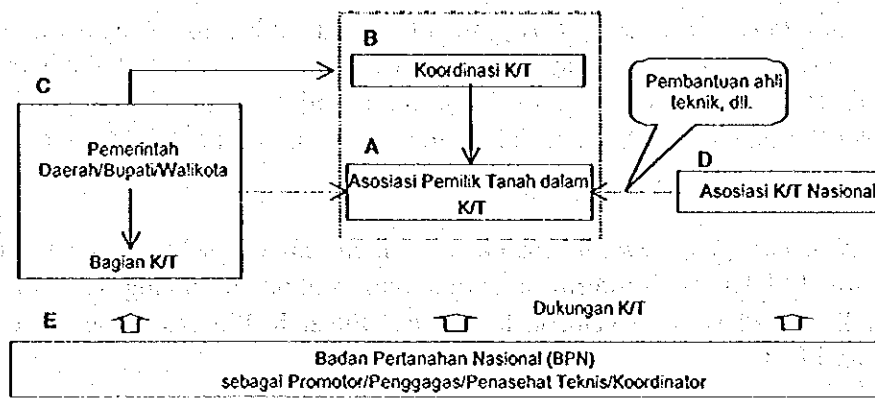 B
Koordinasi K/T
C
Pembantuan ahli
teknik, dll.
Pemerintah
Daerah/Bupati/Walikota
A
Asosiasi Pemilik Tanah dalam
K/T
D
Asosiasi K/T Nasional
Bagian K/T
Dukungan K/T
E
Badan Pertanahan Nasional (BPN)
sebagai Promotor/Penggagas/Penasehat Teknis/Koordinator